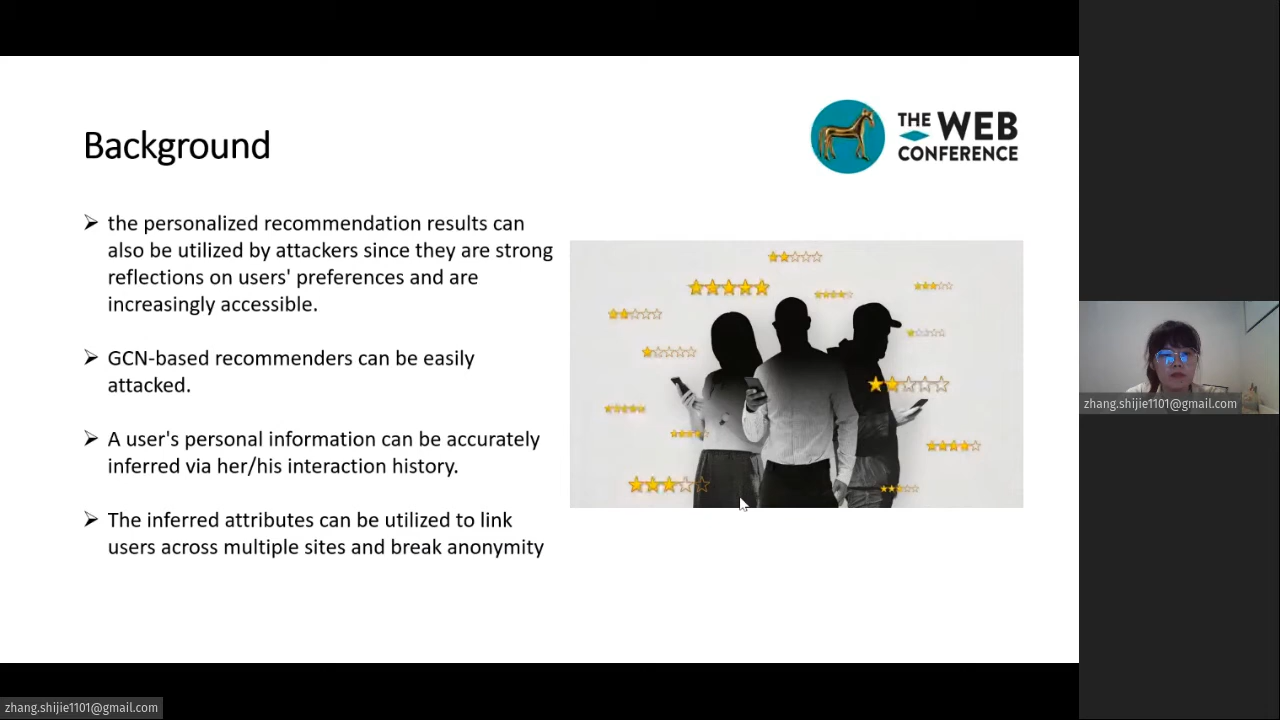 Background
THE WEB
CONFERENCE
➢ the personalized recommendation results can
also be utilized by attackers since they are strong
reflections on users' preferences and are
increasingly accessible.
➢ GCN-based recommenders can be easily
attacked.
➢ A user's personal information can be accurately
inferred via her/his interaction history.
➢ The inferred attributes can be utilized to link
users across multiple sites and break anonymity
zhang.shijie1101@gmail.com
zhang.shijie1101@gmail.com